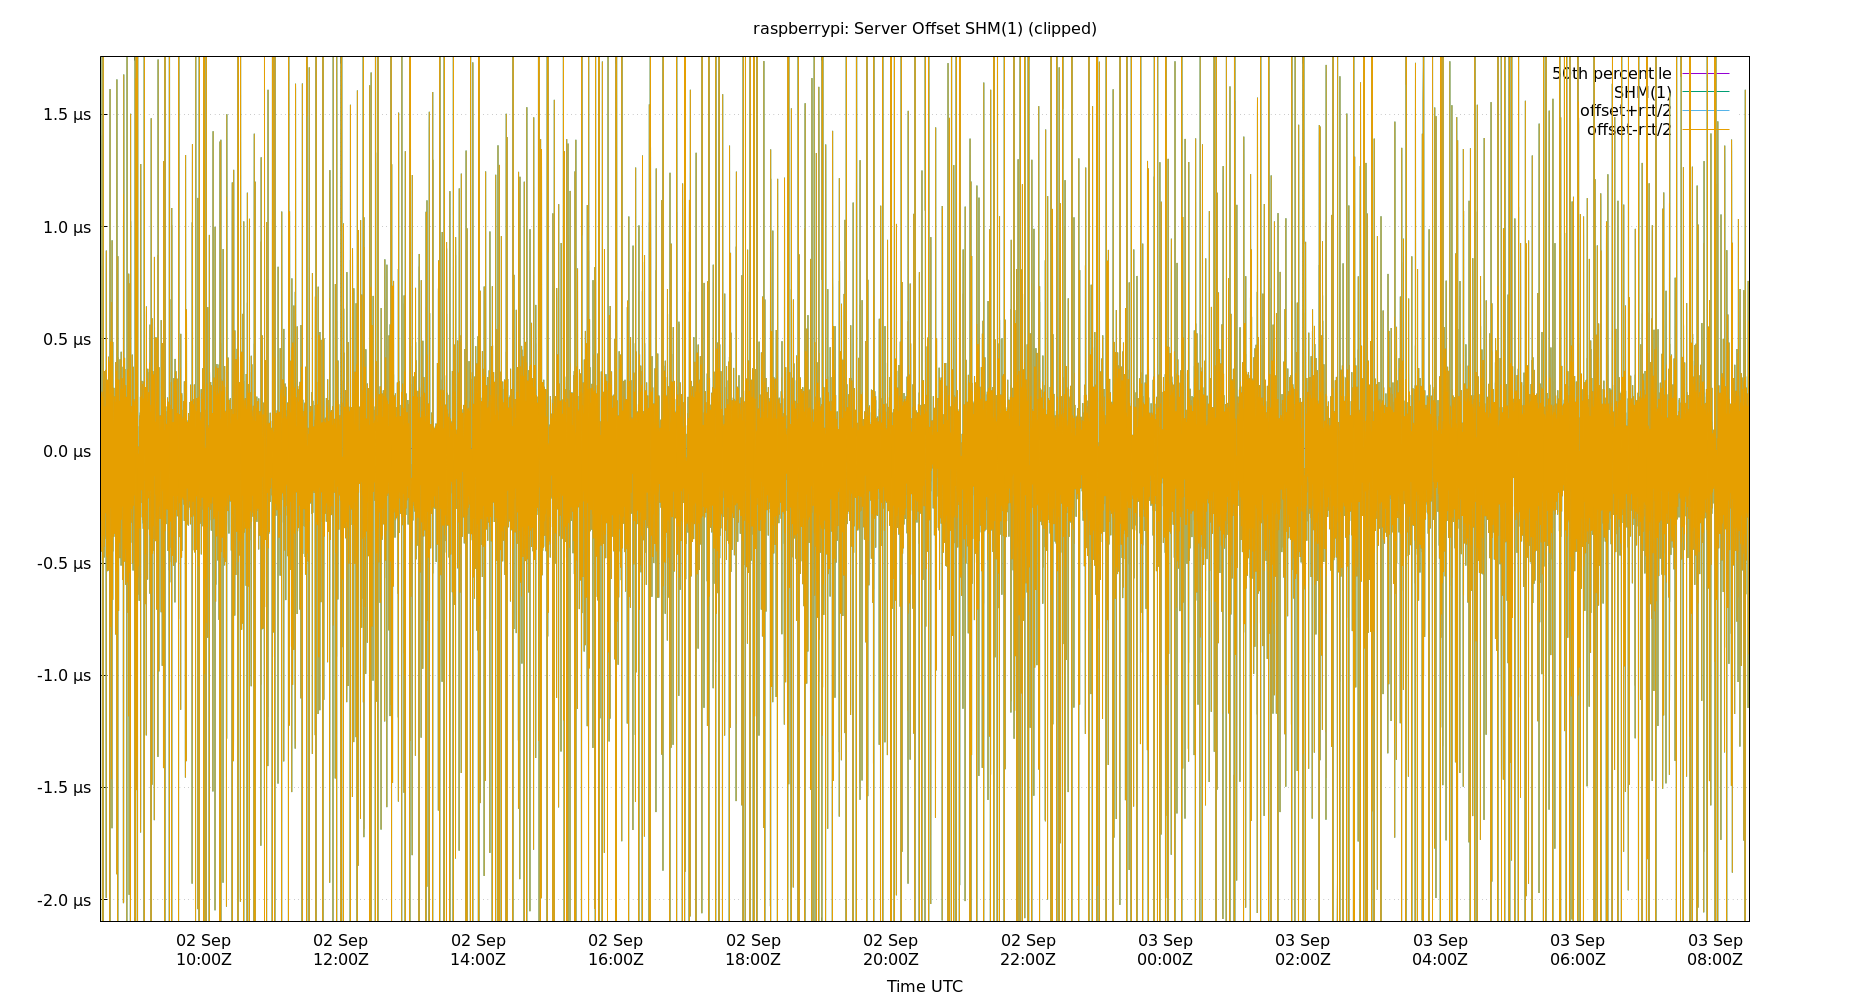 raspberrypi: Server Offset SHM(1) (clipped)
50th percentile
SHM(1)
offset+rtt/2
offset-rtt/2
1.5 µs
1.0 µs
0.5 µs
0.0 µs
-0.5 µs
-1.0 µs
-1.5 µs
-2.0 µs
02 Sep 02 Sep 02 Sep 02 Sep 02 Sep 02 Sep 02 Sep 03 Sep 03 Sep 03 Sep 03 Sep 03 Sep
10:00Z 12:00Z 14:00Z 16:00Z 18:00Z 20:00Z 22:00Z 00:00Z 02:00Z 04:00Z 06:00Z 08:00Z
Time UTC